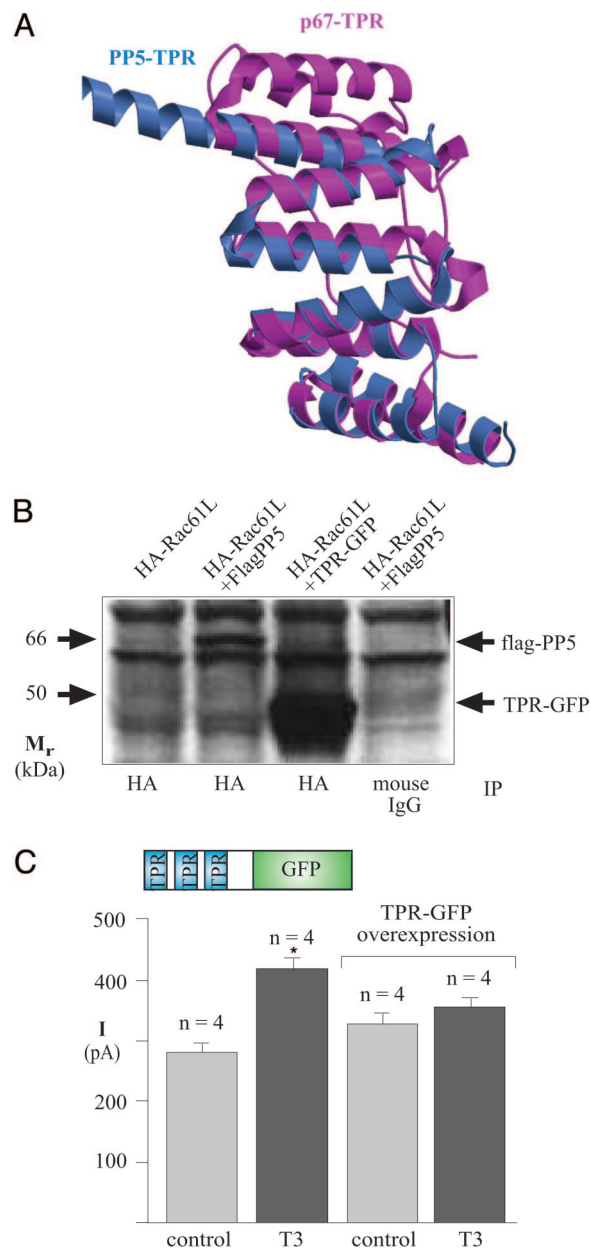 A
p67-TPR
PP5-TPR
B
HA-Rac61L
HA-Rac61L
+FlagPP5
HA-Rac61L
+TPR-GFP
HA-Rac61L
+FlagPP5
66
flag-PP5
50
TPR-GFP
Mr
(kDa)
HA
HA
HA
mouse
IgG
IP
C
TPR
TPR
TPR
GFP
500
400
200
100
I
(pA)
TPR-GFP
overexpression
n = 4
n = 4
*
n = 4
n = 4
control
T3
control
T3